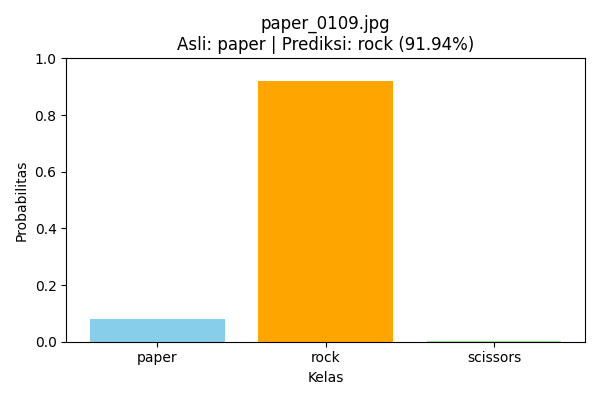 paper_0109.jpg
Asli: paper | Prediksi: rock (91.94%)
1.0
0.8
0.6
0.4
0.2
0.0
Probabilitas
paper rock scissors
Kelas